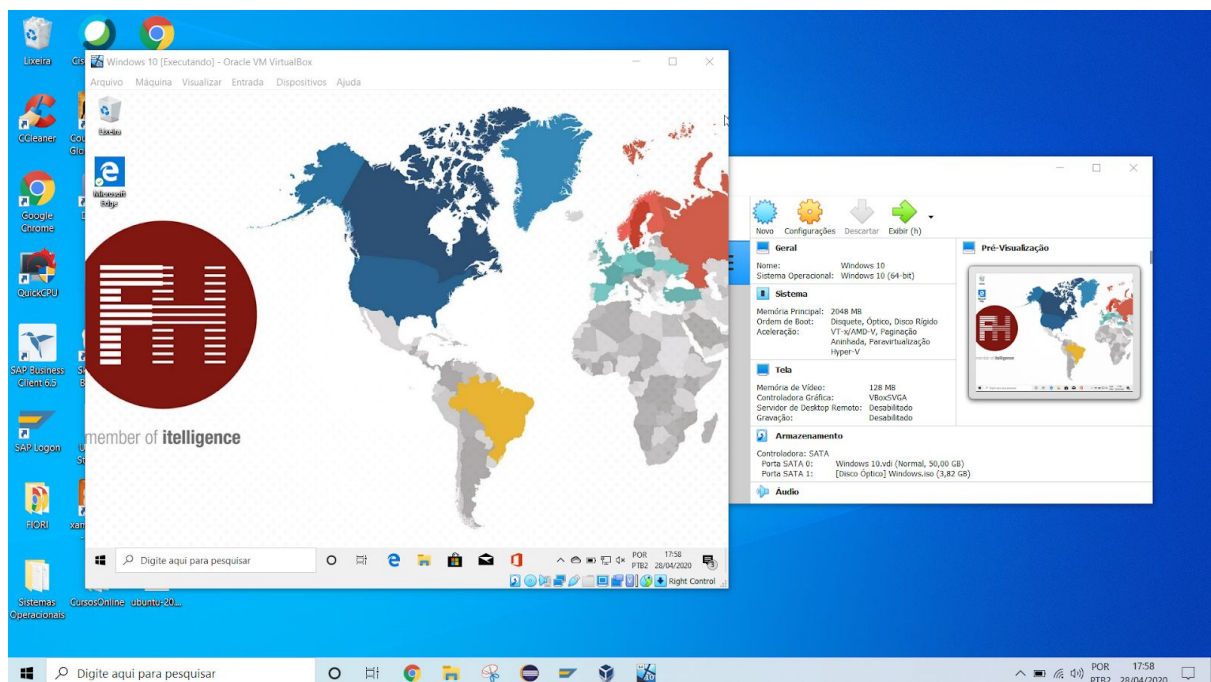 Lixeira
CCleaner
Google
Chrome
QuickCPU
SAP Business
Client 6.5
SAP Logon
FIORI
Sistemas
Operacionais
CursosOnline
ubuntu-20...
Windows 10 [Executando] - Oracle VM VirtualBox
Arquivo Máquina Visualizar Entrada Dispositivos Ajuda
Lixeira
Microsoft
Edge
member of itelligence
Digite aqui para pesquisar
POR 17:58
PTB2 28/04/2020
Right Control
Novo Configurações Descartar Exibir (h)
Geral
Nome: Windows 10
Sistema Operacional: Windows 10 (64-bit)
Sistema
Memória Principal: 2048 MB
Ordem de Boot: Disquete, Óptico, Disco Rígido
Aceleração: VT-x/AMD-V, Paginação
Aninhada, Paravirtualização
Hyper-V
Tela
Memória de Vídeo: 128 MB
Controladora Gráfica: VBoxSVGA
Servidor de Desktop Remoto: Desabilitado
Gravação: Desabilitado
Armazenamento
Controladora: SATA
Porta SATA 0: Windows 10.vdi (Normal, 50,00 GB)
Porta SATA 1: [Disco Óptico] Windows.iso (3,82 GB)
Áudio
Pré-Visualização
member of itelligence
Digite aqui para pesquisar
POR 17:58
PTB2 28/04/2020